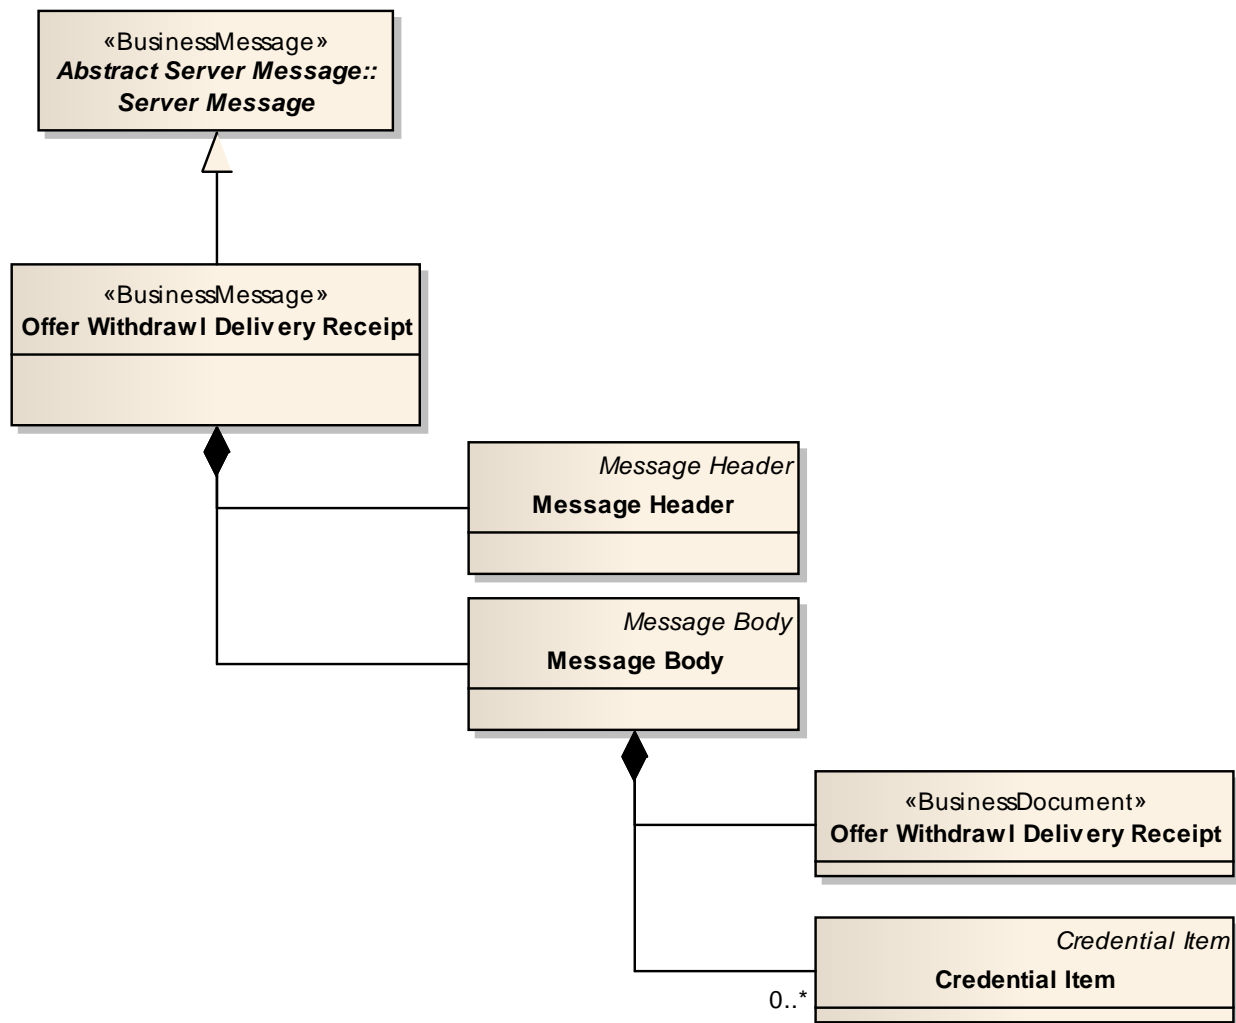 «BusinessMessage»
Abstract Server Message::
Server Message
«BusinessMessage»
Offer Withdrawl Delivery Receipt
Message Header
Message Header
Message Body
Message Body
«BusinessDocument»
Offer Withdrawl Delivery Receipt
Credential Item
Credential Item
0..*